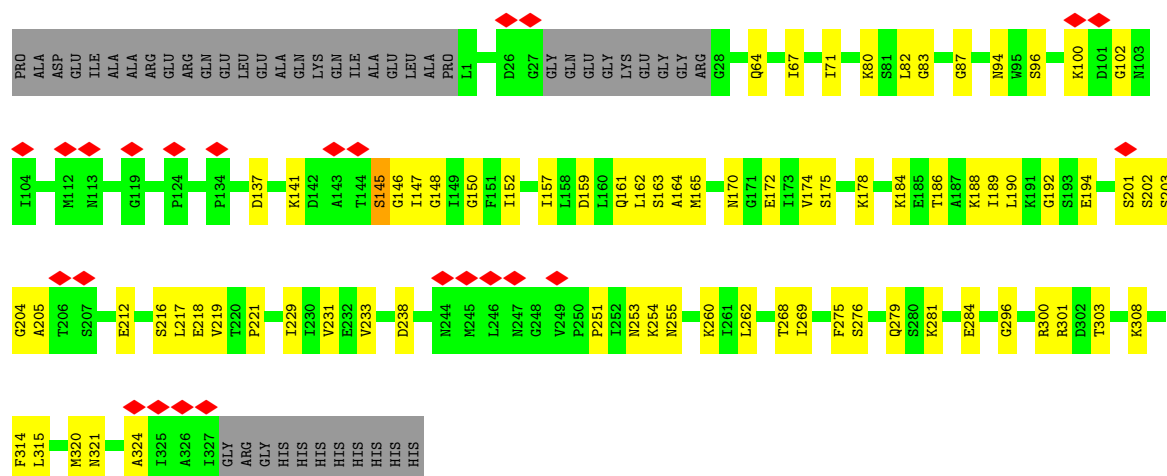 PRO ALA ASP GLU ILE ALA ALA ARG GLU ARG GLN GLU LEU GLU ALA GLN LYS GLN ILE ALA GLU LEU ALA PRO L1 D26 G27 GLY GLN GLU GLY LYS GLU GLY GLY ARG G28 Q64 I67 I71 K80 S81 L82 G83 G87 N94 W95 S96 K100 D101 G102 N103
I104 M112 N113 G119 P124 P134 D137 K141 D142 A143 T144 S145 G146 I147 G148 I149 G150 F151 I152 I157 L158 D159 L160 Q161 L162 S163 A164 M165 N170 G171 E172 I173 V174 S175 K178 K184 E185 T186 A187 K188 I189 L190 K191 G192 S193 E194 S201 S202 S203
G204 A205 T206 S207 E212 S216 L217 E218 V219 T220 P221 I229 I230 V231 E232 V233 D238 N244 M245 L246 N247 G248 V249 P250 P251 I252 N253 K254 N255 K260 I261 L262 T268 I269 F275 S276 Q279 S280 K281 E284 G296 R300 R301 D302 T303 K308
F314 L315 M320 N321 A324 I325 A326 I327 GLY ARG GLY HIS HIS HIS HIS HIS HIS HIS